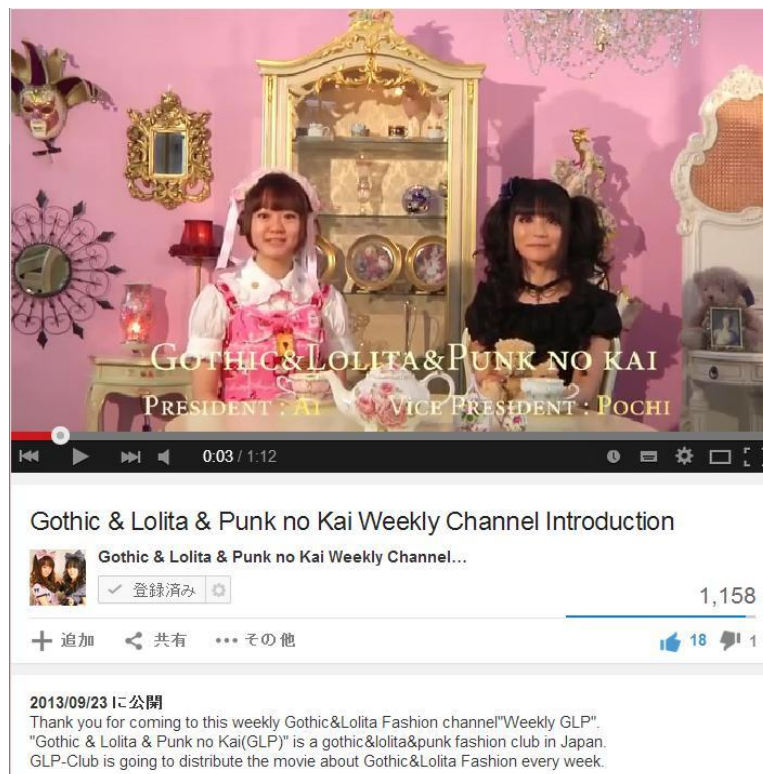 GOTHIC&LOLITA&PUNK NO KAI
PRESIDENT : AI VICE PRESIDENT : POCHI
0:03 / 1:12
Gothic & Lolita & Punk no Kai Weekly Channel Introduction
Gothic & Lolita & Punk no Kai Weekly Channel...
登録済み
1,158
追加 共有 ••• その他 18 1
2013/09/23 に公開
Thank you for coming to this weekly Gothic&Lolita Fashion channel"Weekly GLP".
"Gothic & Lolita & Punk no Kai(GLP)" is a gothic&lolita&punk fashion club in Japan.
GLP-Club is going to distribute the movie about Gothic&Lolita Fashion every week.